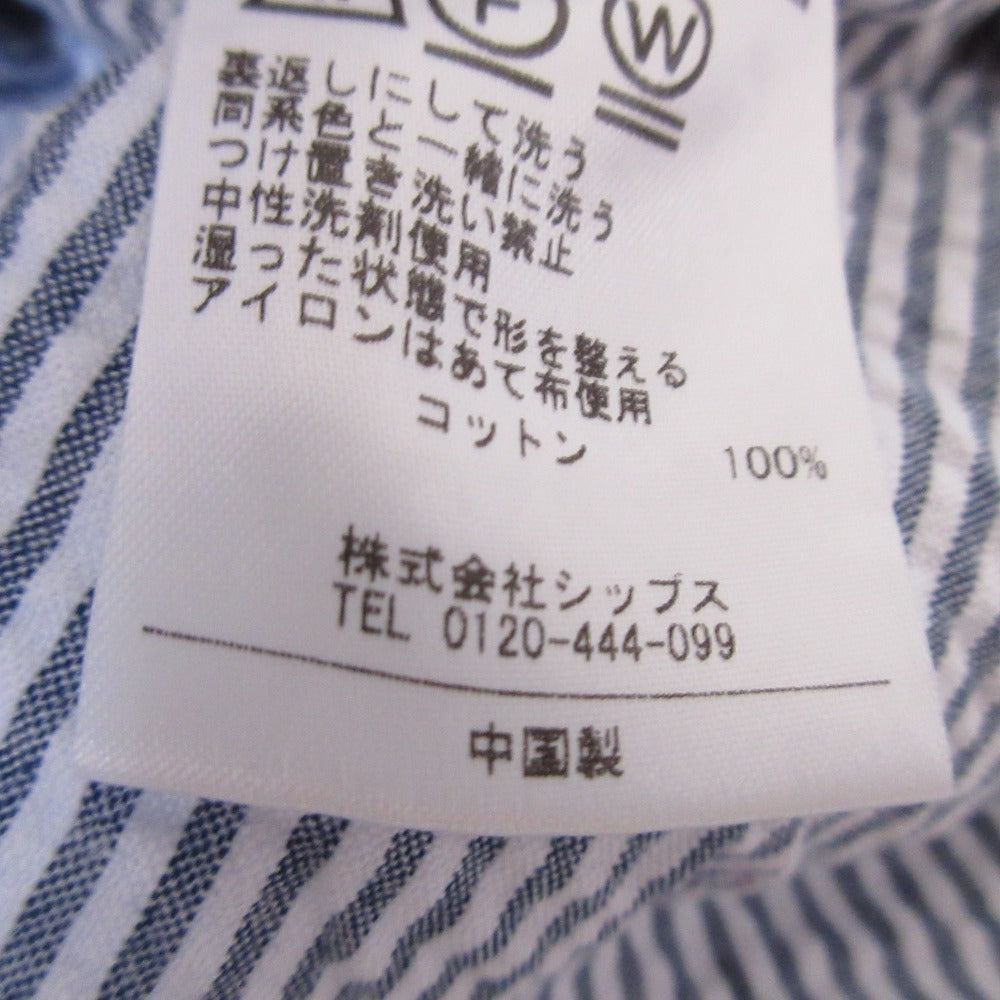 F W
裏返しにして洗う
同系色と一緒に洗う
つけ置き洗い禁止
中性洗剤使用
湿った状態で形を整える
アイロンはあて布使用
コットン 100%
株式会社シップス
TEL 0120-444-099
中国製